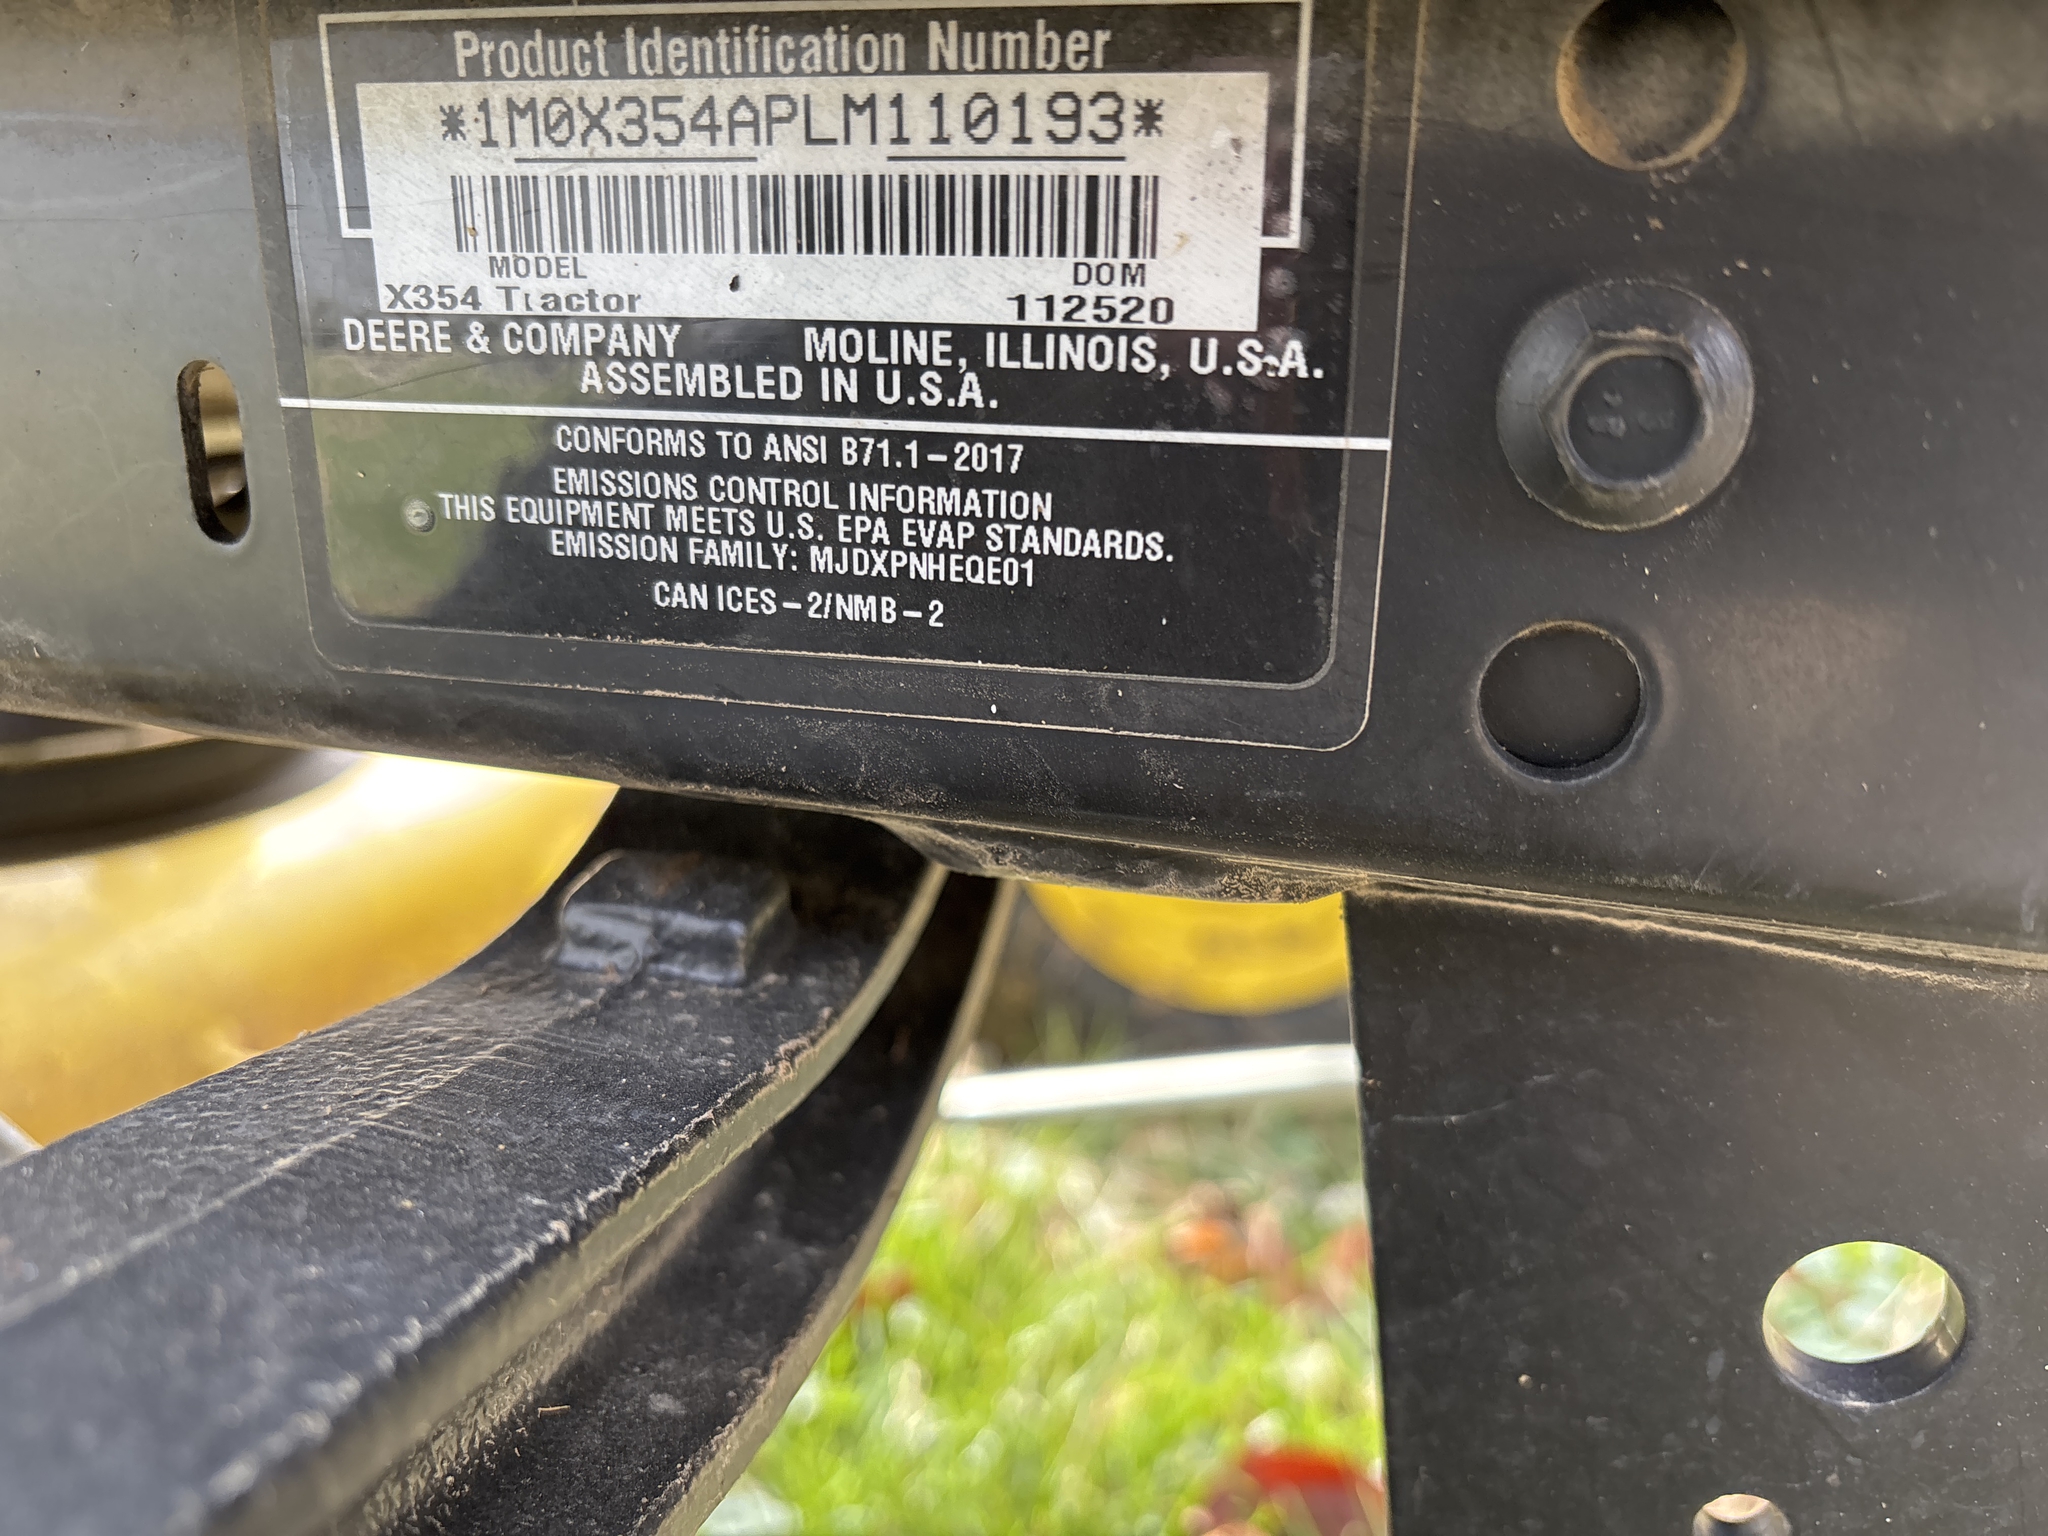 Product Identification Number
*1M0X354APLM110193*
MODEL DOM
X354 Tractor 112520
DEERE & COMPANY MOLINE, ILLINOIS, U.S.A.
ASSEMBLED IN U.S.A.
CONFORMS TO ANSI B71.1-2017
EMISSIONS CONTROL INFORMATION
THIS EQUIPMENT MEETS U.S. EPA EVAP STANDARDS.
EMISSION FAMILY: MJDXPNHEQE01
CAN ICES-2/NMB-2